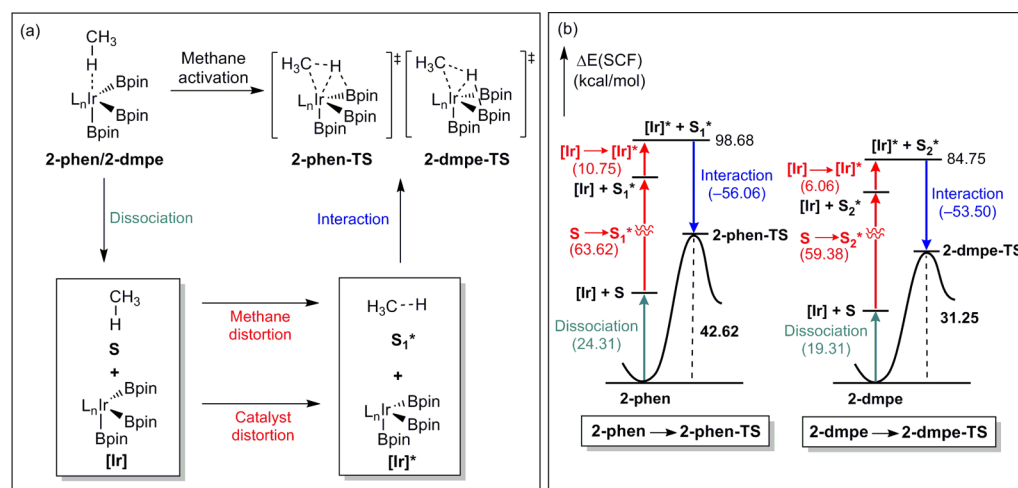 (a)
CH3
H
LnIr
Bpin
Bpin
Bpin
2-phen/2-dmpe
Methane
activation
H3C
H
LnIr
Bpin
Bpin
Bpin
‡
2-phen-TS
H3C
H
LnIr
Bpin
Bpin
Bpin
‡
2-dmpe-TS
Dissociation
Interaction
CH3
H
S
+
LnIr
Bpin
Bpin
Bpin
[Ir]
Methane
distortion
Catalyst
distortion
H3C
H
S1*
+
LnIr
Bpin
Bpin
Bpin
[Ir]*
(b)
ΔE(SCF)
(kcal/mol)
[Ir]* + S1*
98.68
[Ir] → [Ir]*
(10.75)
[Ir] + S1*
Interaction
(–56.06)
S → S1*
(63.62)
2-phen-TS
[Ir] + S
Dissociation
(24.31)
42.62
2-phen
2-phen → 2-phen-TS
[Ir]* + S2*
84.75
[Ir] → [Ir]*
(6.06)
[Ir] + S2*
Interaction
(–53.50)
S → S2*
(59.38)
2-dmpe-TS
[Ir] + S
Dissociation
(19.31)
31.25
2-dmpe
2-dmpe → 2-dmpe-TS